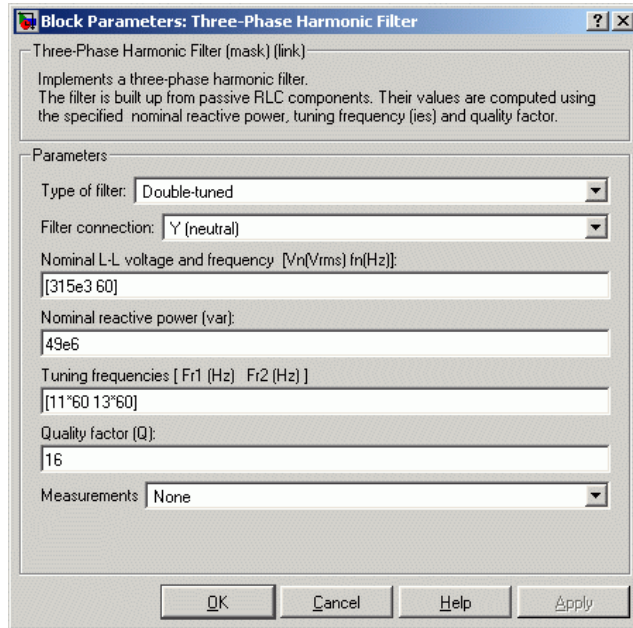 Block Parameters: Three-Phase Harmonic Filter
Three-Phase Harmonic Filter (mask) (link)
Implements a three-phase harmonic filter.
The filter is built up from passive RLC components. Their values are computed using
the specified nominal reactive power, tuning frequency (ies) and quality factor.
Parameters
Type of filter: Double-tuned
Filter connection: Y (neutral)
Nominal L-L voltage and frequency [Vn(Vrms) fn(Hz)]:
[315e3 60]
Nominal reactive power (var):
49e6
Tuning frequencies [ Fr1 (Hz) Fr2 (Hz) ]
[11*60 13*60]
Quality factor (Q):
16
Measurements None
OK Cancel Help Apply